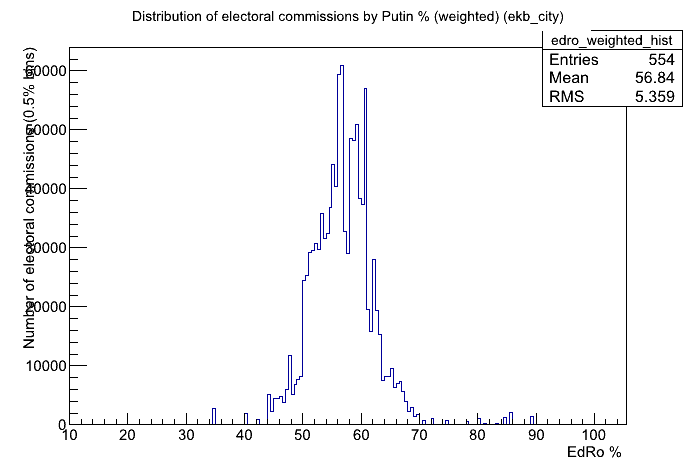 Distribution of electoral commissions by Putin % (weighted) (ekb_city)
edro_weighted_hist
Entries 554
Mean 56.84
RMS 5.359
Number of electoral commissions (0.5% bins)
60000
50000
40000
30000
20000
10000
0
10 20 30 40 50 60 70 80 90 100
EdRo %